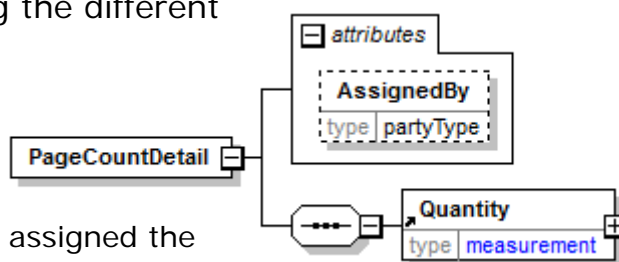 g the different
attributes
AssignedBy
type partyType
PageCountDetail
Quantity
type measurement
assigned the